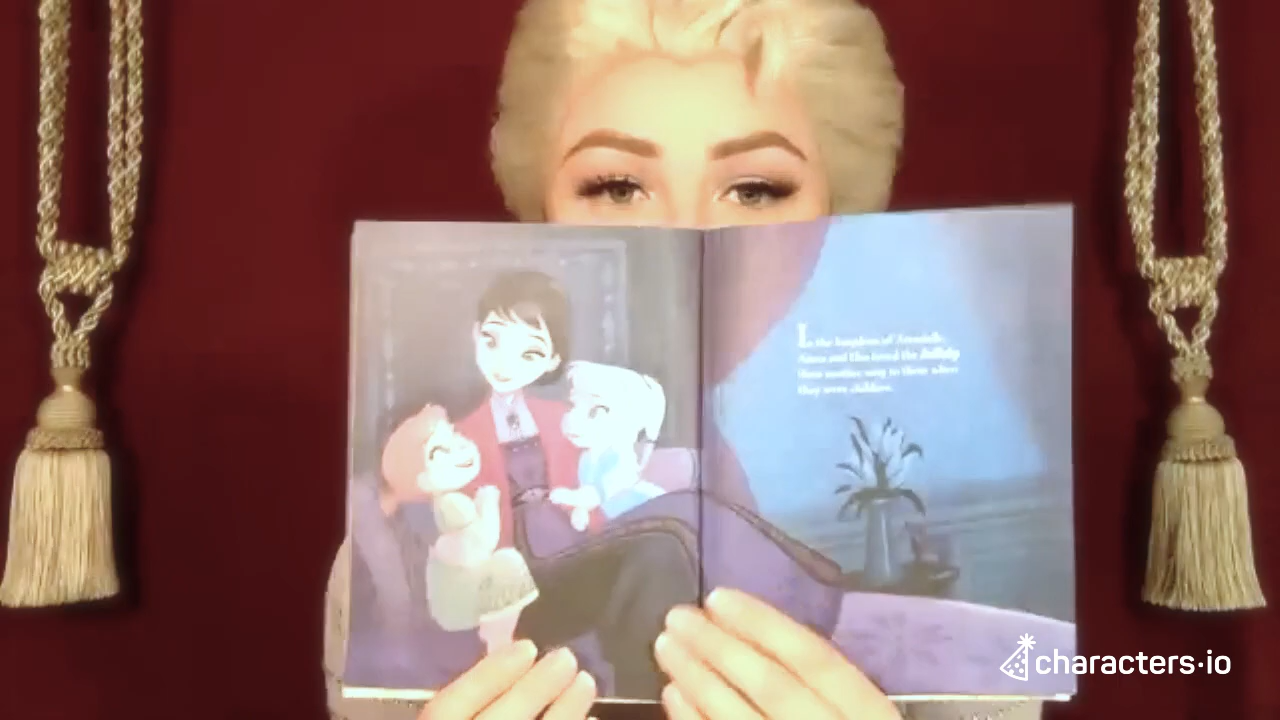 In the kingdom of Arendelle,
Anna and Elsa loved the lullaby
their mother sang to them when
they were children.
characters·io